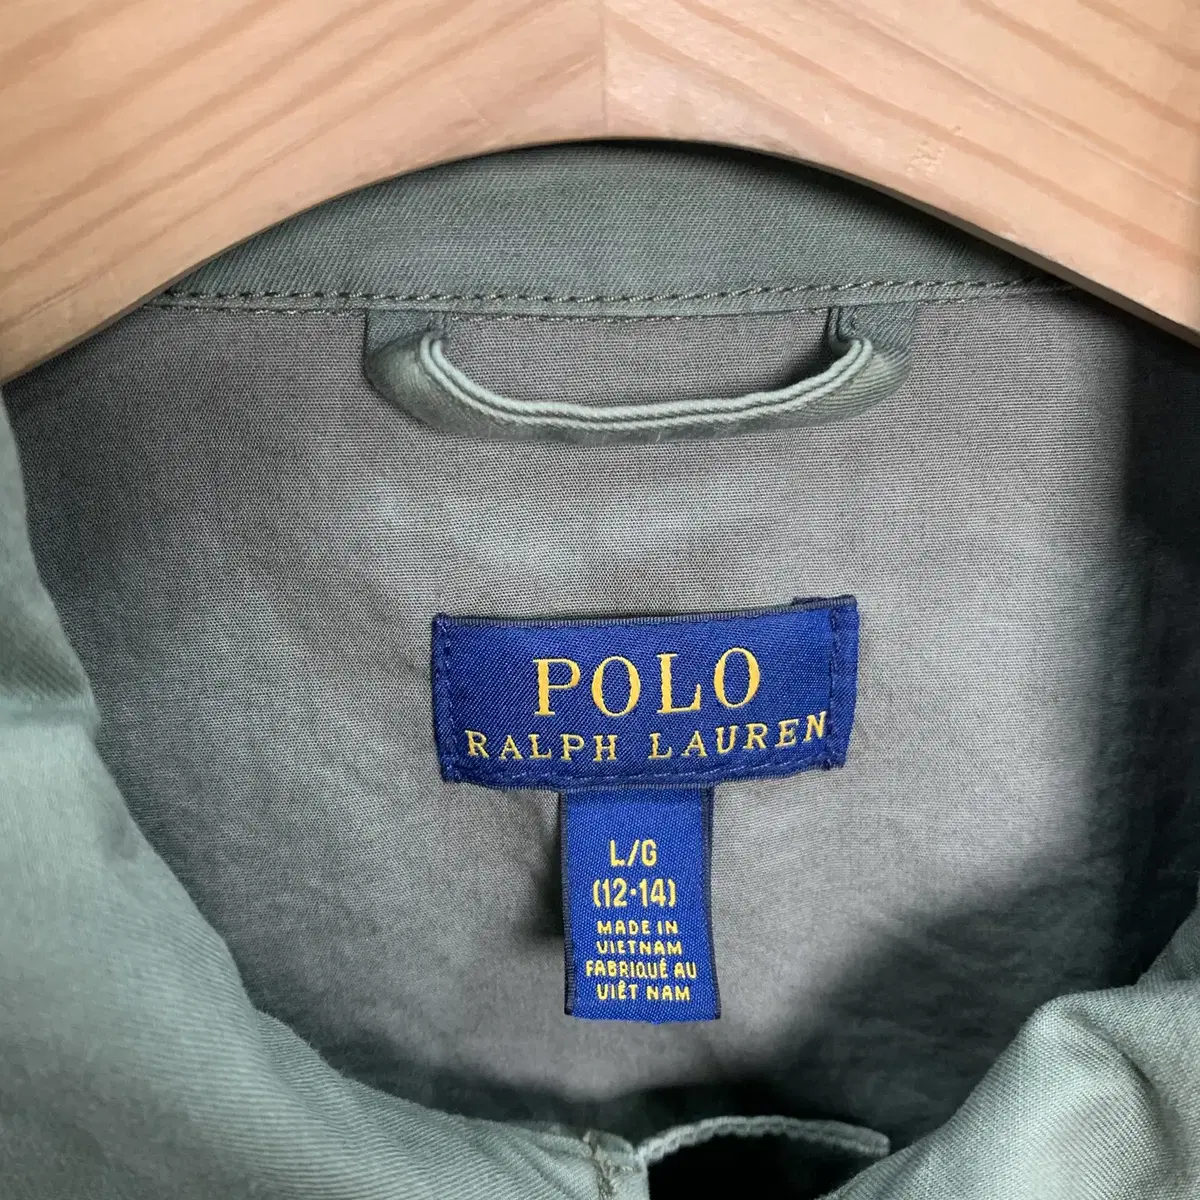 POLO
RALPH LAUREN
L/G
(12-14)
MADE IN
VIETNAM
FABRIQUÉ AU
VIÊT NAM